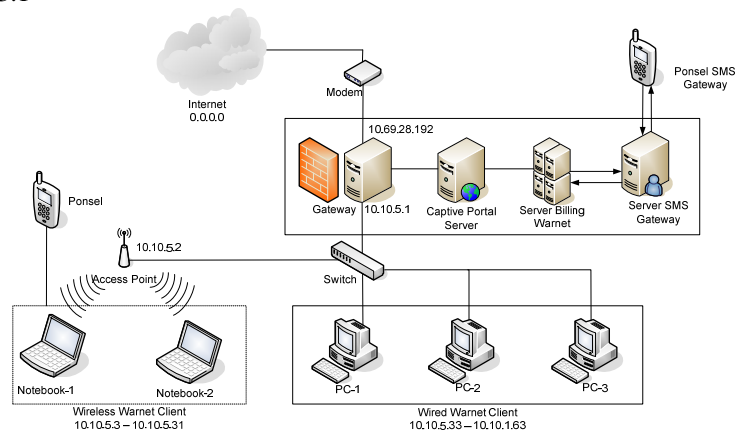 Internet
0.0.0.0
Modem
Ponsel SMS
Gateway
10.69.28.192
Gateway
10.10.5.1
Captive Portal
Server
Server Billing
Warnet
Server SMS
Gateway
Ponsel
10.10.5.2
Access Point
Switch
Notebook-1
Notebook-2
PC-1
PC-2
PC-3
Wireless Warnet Client
10.10.5.3 – 10.10.5.31
Wired Warnet Client
10.10.5.33 – 10.10.1.63